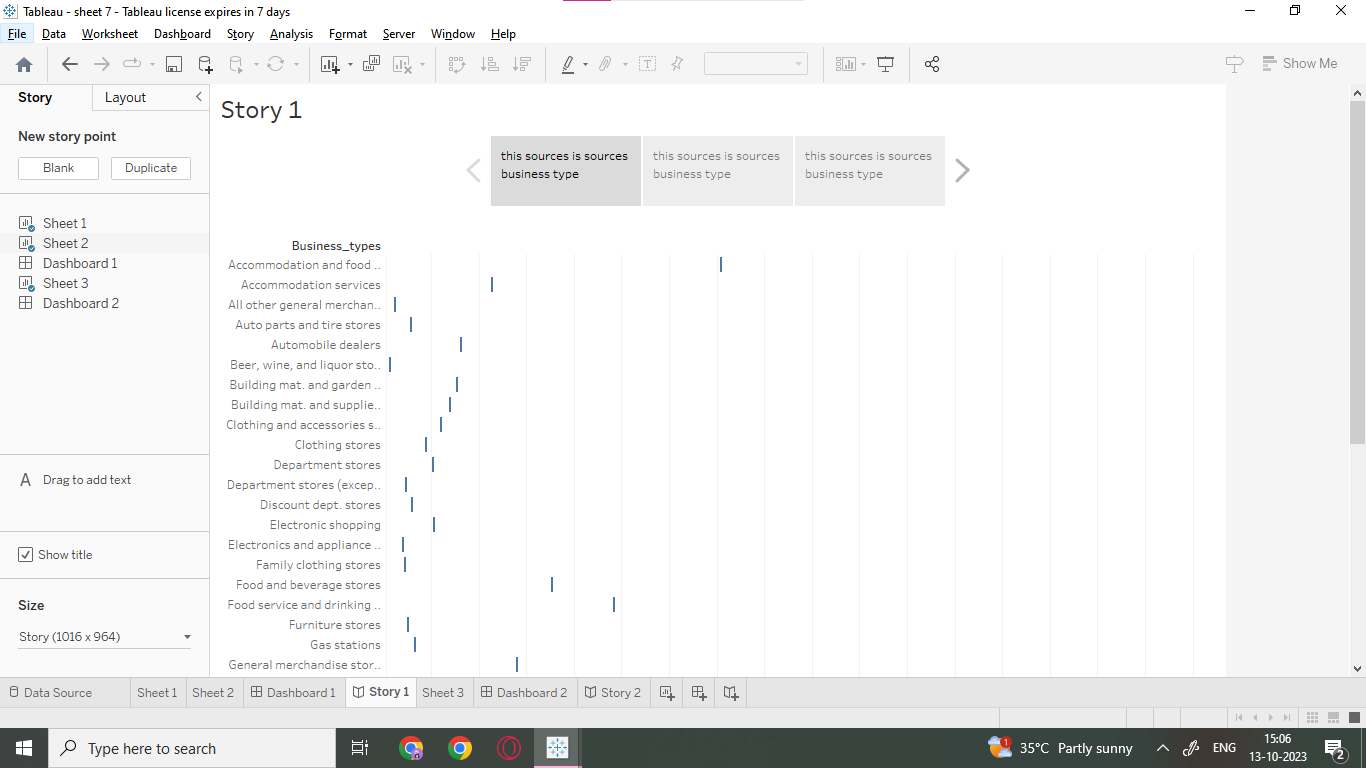 Tableau - sheet 7 - Tableau license expires in 7 days
File Data Worksheet Dashboard Story Analysis Format Server Window Help
Show Me
Story Layout
New story point
Blank Duplicate
Sheet 1
Sheet 2
Dashboard 1
Sheet 3
Dashboard 2
A Drag to add text
Show title
Size
Story (1016 x 964)
Story 1
this sources is sources
business type
this sources is sources
business type
this sources is sources
business type
Business_types
Accommodation and food ..
Accommodation services
All other general merchan..
Auto parts and tire stores
Automobile dealers
Beer, wine, and liquor sto..
Building mat. and garden ..
Building mat. and supplie..
Clothing and accessories s..
Clothing stores
Department stores
Department stores (excep..
Discount dept. stores
Electronic shopping
Electronics and appliance ..
Family clothing stores
Food and beverage stores
Food service and drinking ..
Furniture stores
Gas stations
General merchandise stor..
Data Source Sheet 1 Sheet 2 Dashboard 1 Story 1 Sheet 3 Dashboard 2 Story 2
Type here to search
35°C Partly sunny
ENG
15:06
13-10-2023
2